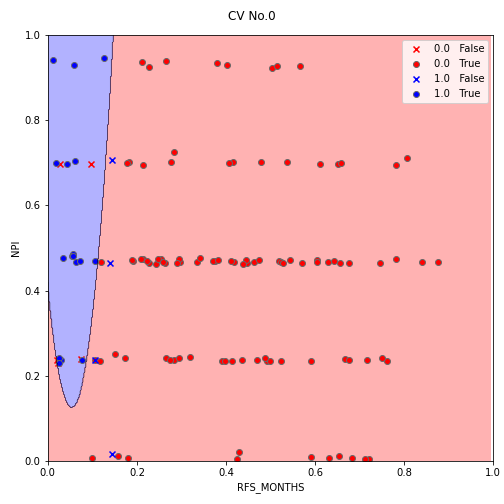 CV No.0
1.0
0.8
0.6
0.4
0.2
0.0
NPI
0.0 False
0.0 True
1.0 False
1.0 True
0.0 0.2 0.4 0.6 0.8 1.0
RFS_MONTHS